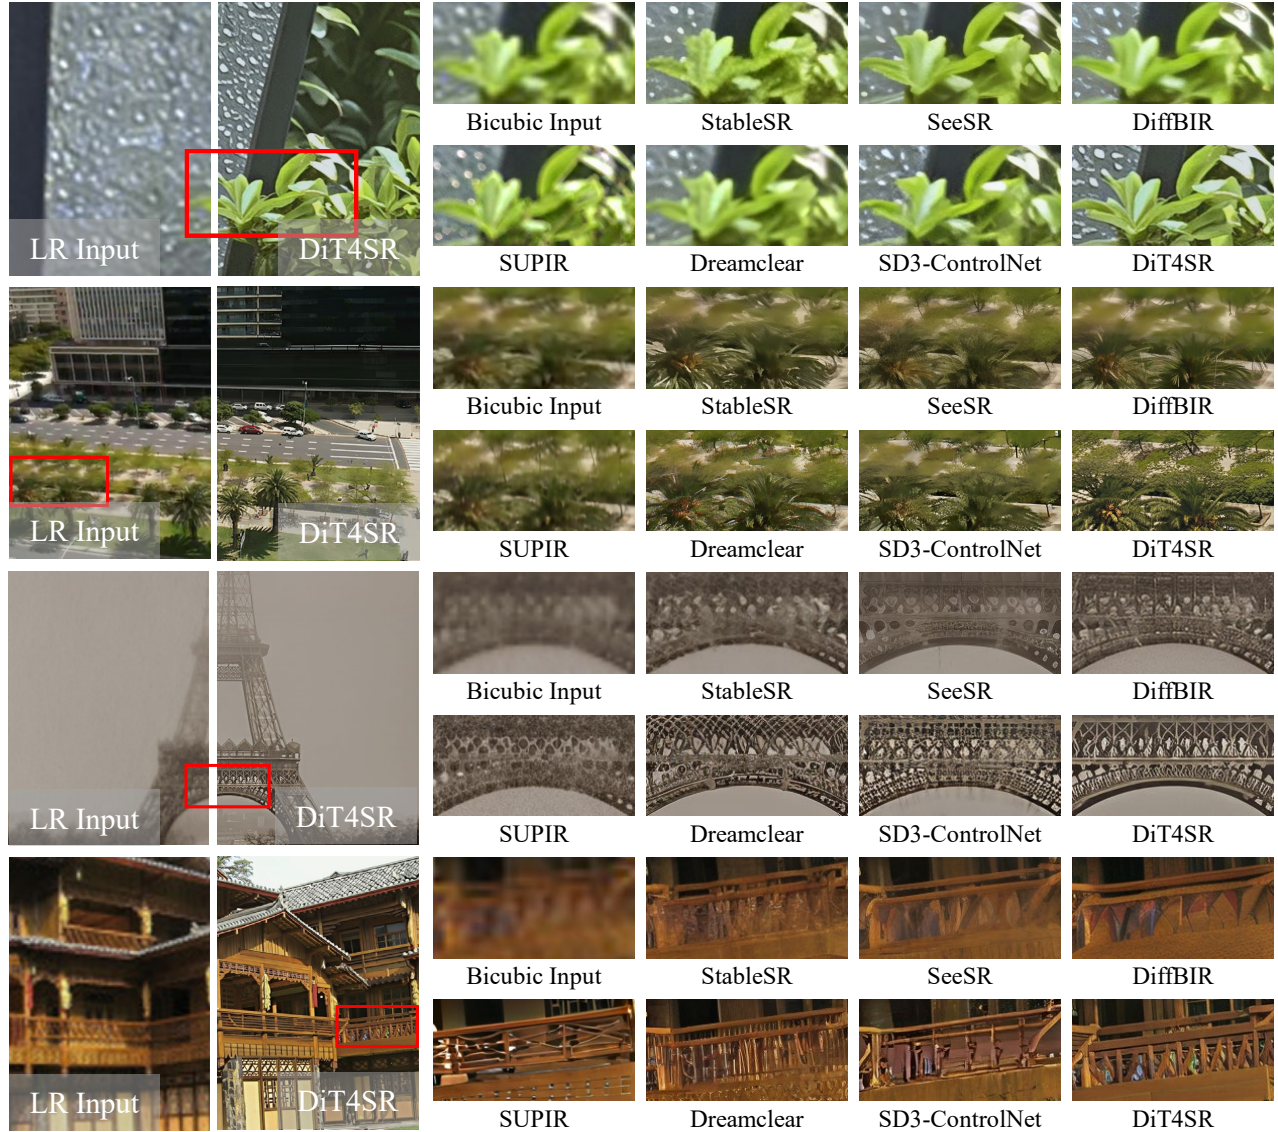 LR Input
DiT4SR
Bicubic Input
StableSR
SeeSR
DiffBIR
SUPIR
Dreamclear
SD3-ControlNet
DiT4SR
LR Input
DiT4SR
Bicubic Input
StableSR
SeeSR
DiffBIR
SUPIR
Dreamclear
SD3-ControlNet
DiT4SR
LR Input
DiT4SR
Bicubic Input
StableSR
SeeSR
DiffBIR
SUPIR
Dreamclear
SD3-ControlNet
DiT4SR
LR Input
DiT4SR
Bicubic Input
StableSR
SeeSR
DiffBIR
SUPIR
Dreamclear
SD3-ControlNet
DiT4SR